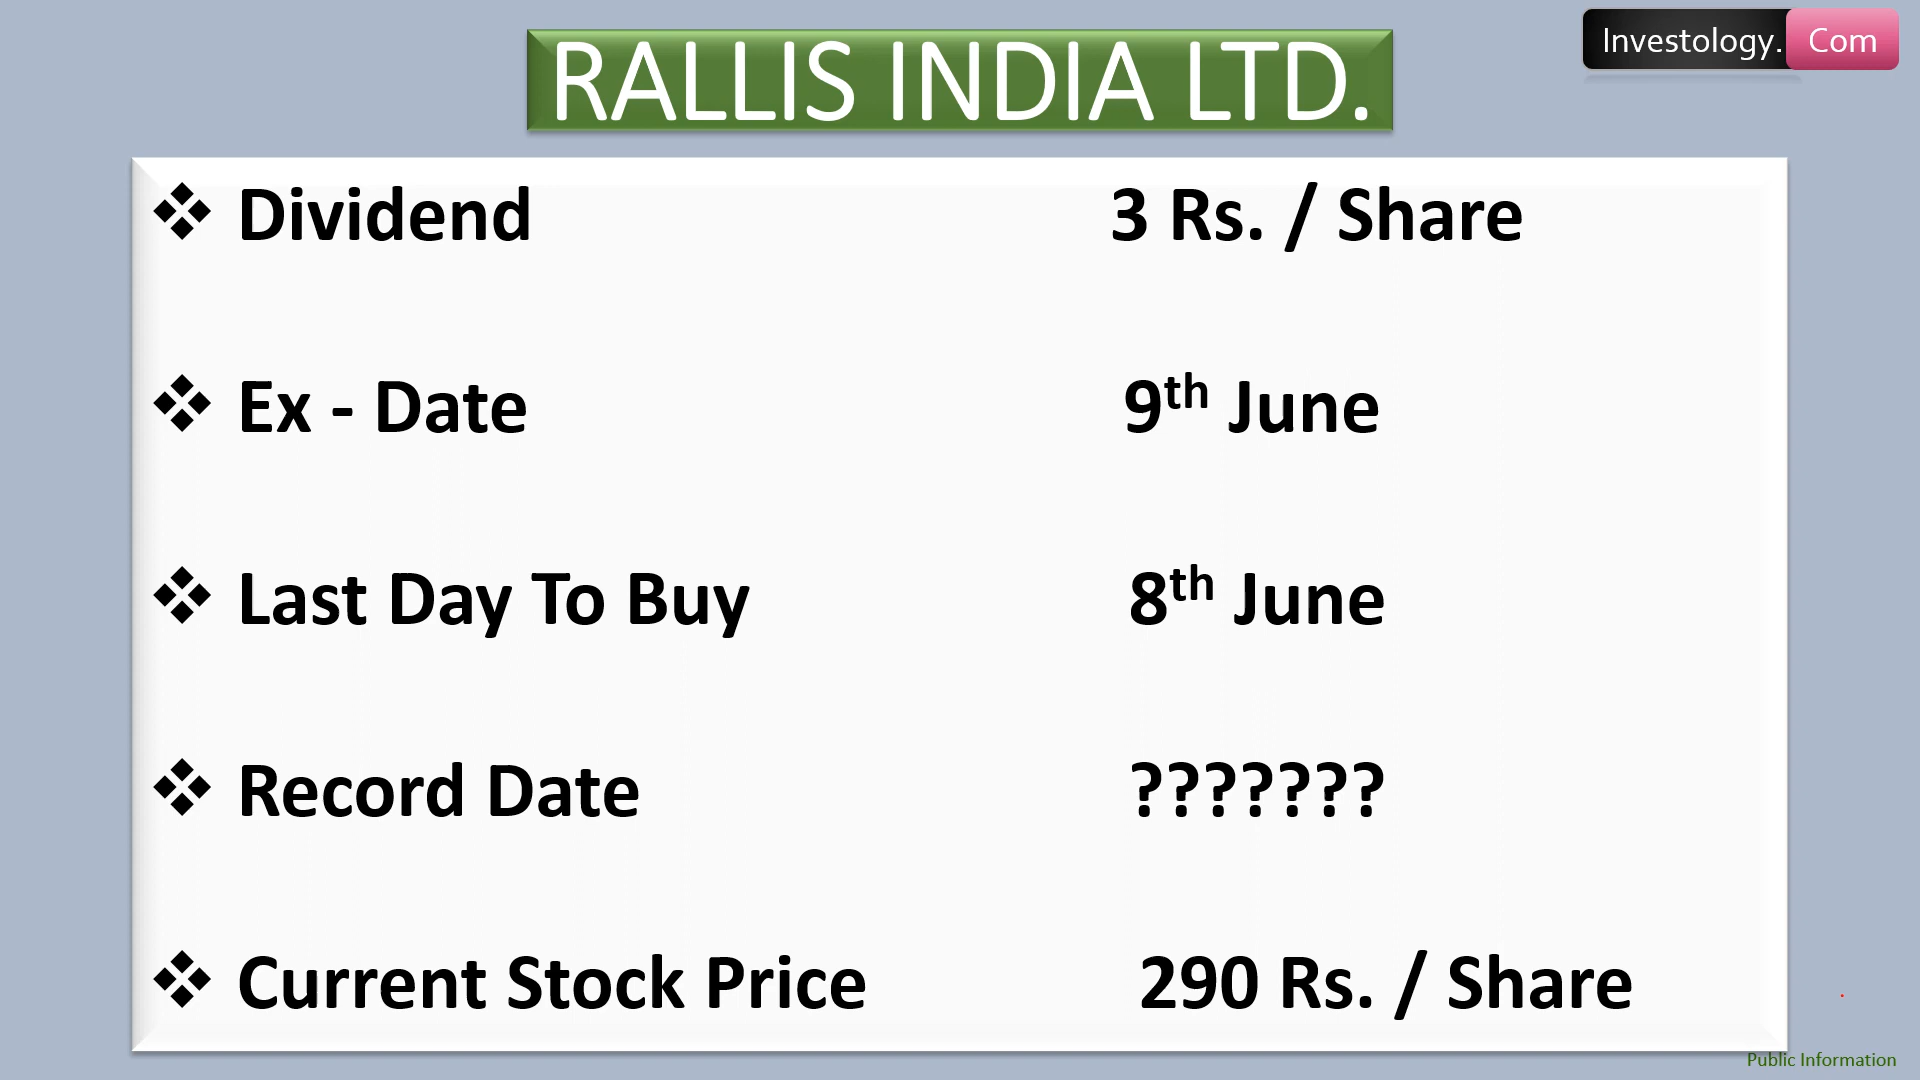 RALLIS INDIA LTD.
Investology. Com
❖ Dividend 3 Rs. / Share
❖ Ex - Date 9th June
❖ Last Day To Buy 8th June
❖ Record Date ???????
❖ Current Stock Price 290 Rs. / Share
Public Information